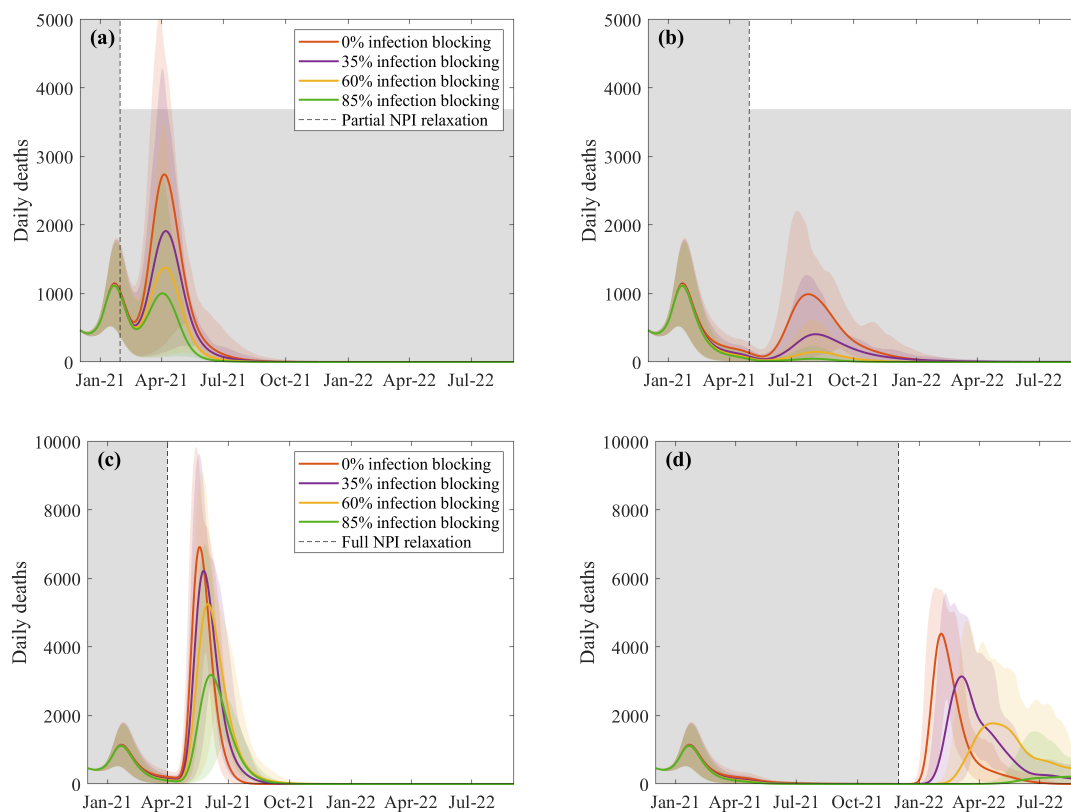 (a)
5000
4000
3000
2000
1000
0
Daily deaths
0% infection blocking
35% infection blocking
60% infection blocking
85% infection blocking
Partial NPI relaxation
Jan-21 Apr-21 Jul-21 Oct-21 Jan-22 Apr-22 Jul-22
(b)
5000
4000
3000
2000
1000
0
Daily deaths
Jan-21 Apr-21 Jul-21 Oct-21 Jan-22 Apr-22 Jul-22
(c)
10000
8000
6000
4000
2000
0
Daily deaths
0% infection blocking
35% infection blocking
60% infection blocking
85% infection blocking
Full NPI relaxation
Jan-21 Apr-21 Jul-21 Oct-21 Jan-22 Apr-22 Jul-22
(d)
10000
8000
6000
4000
2000
0
Daily deaths
Jan-21 Apr-21 Jul-21 Oct-21 Jan-22 Apr-22 Jul-22